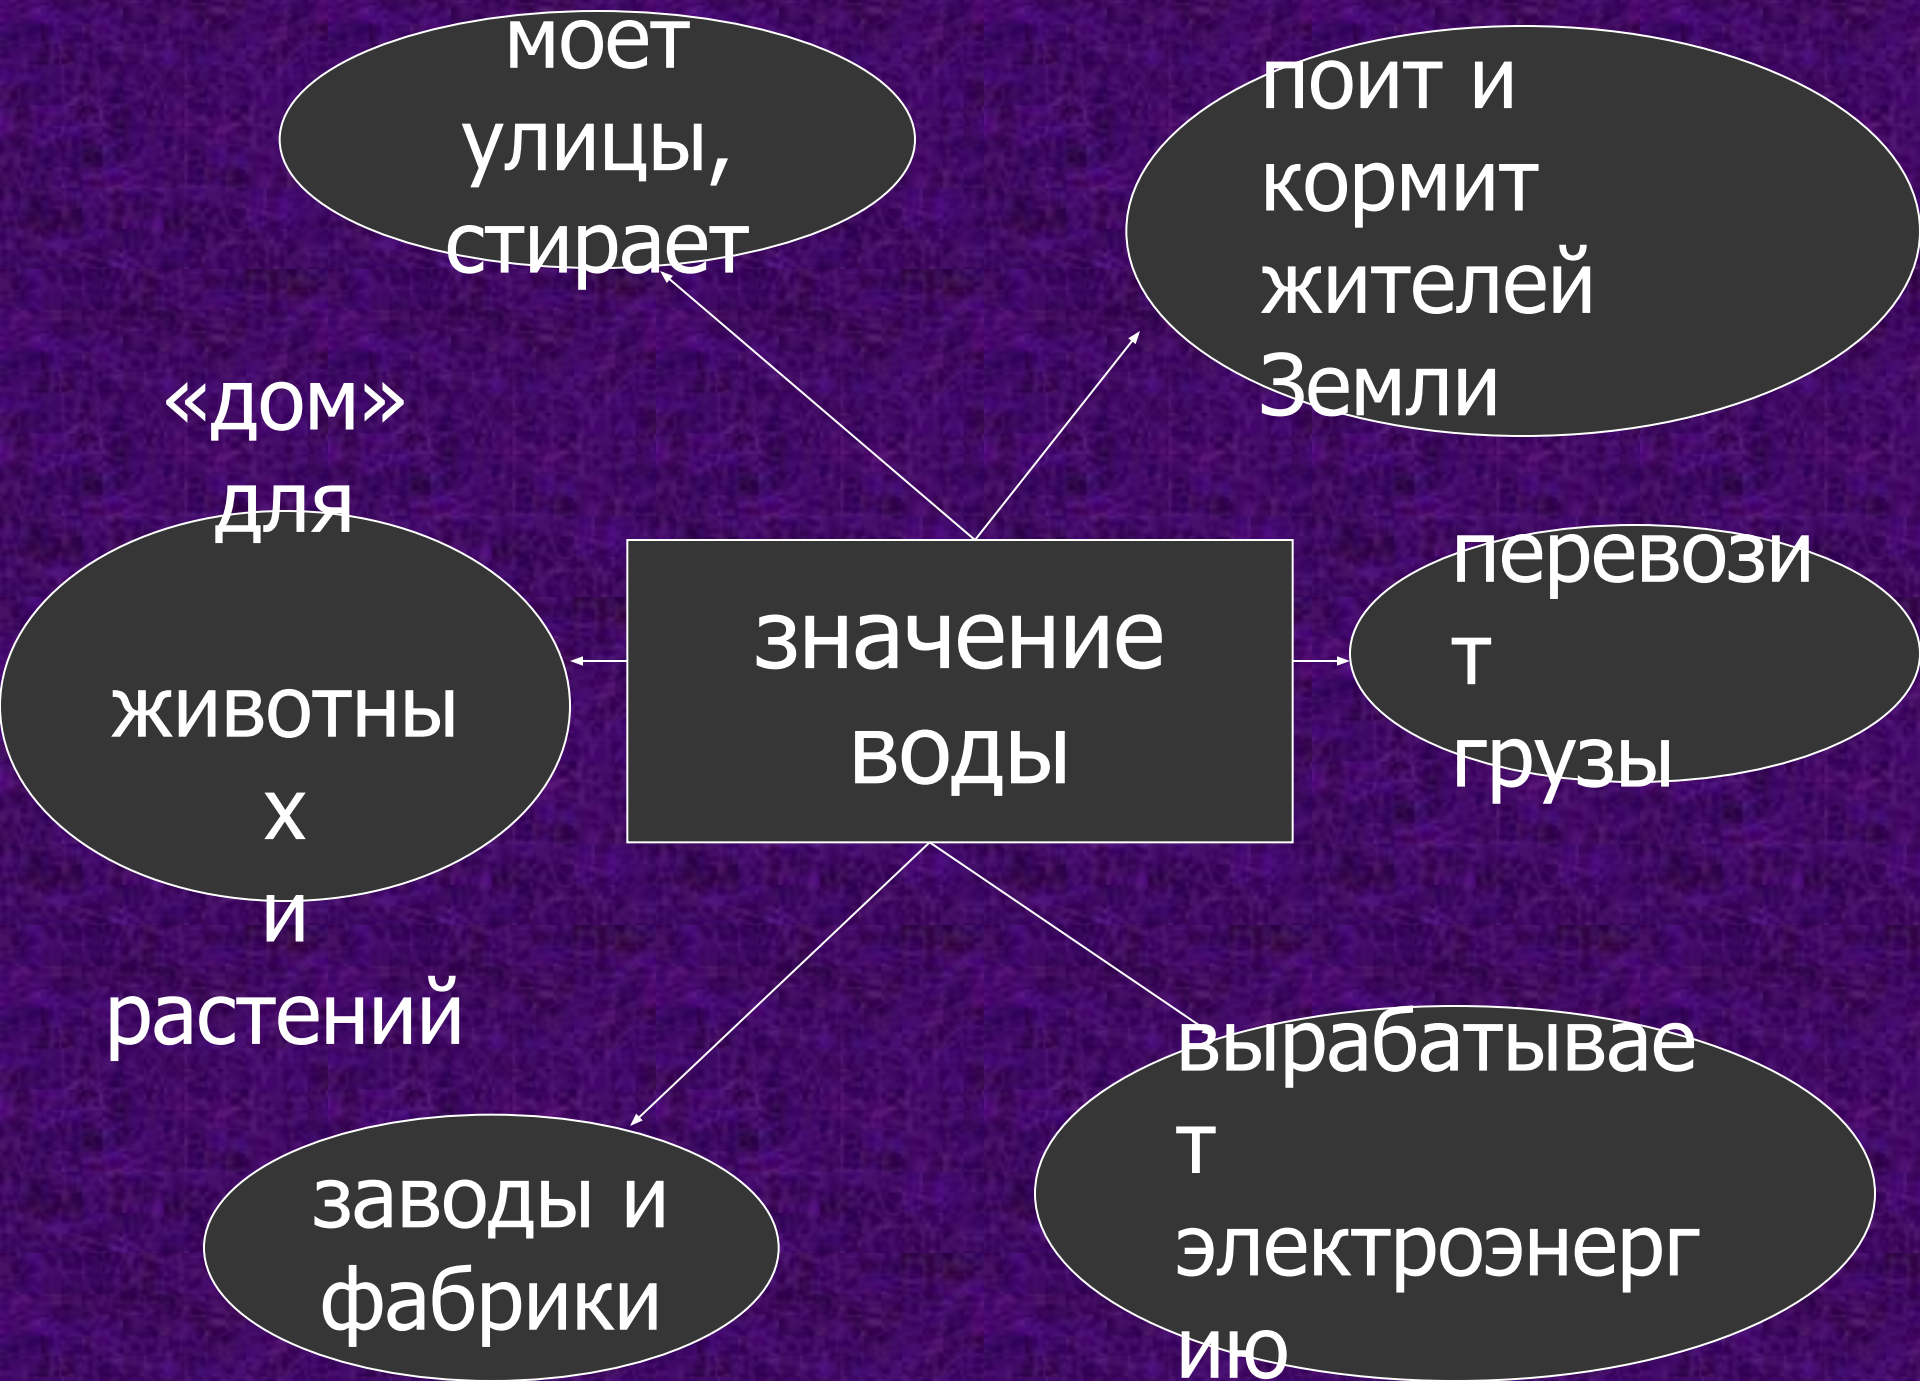 моет
улицы,
стирает
поит и
кормит
жителей
Земли
«дом»
для
животны
х
и
растений
значение
воды
перевози
т
грузы
заводы и
фабрики
вырабатывае
т
электроэнерг
ию